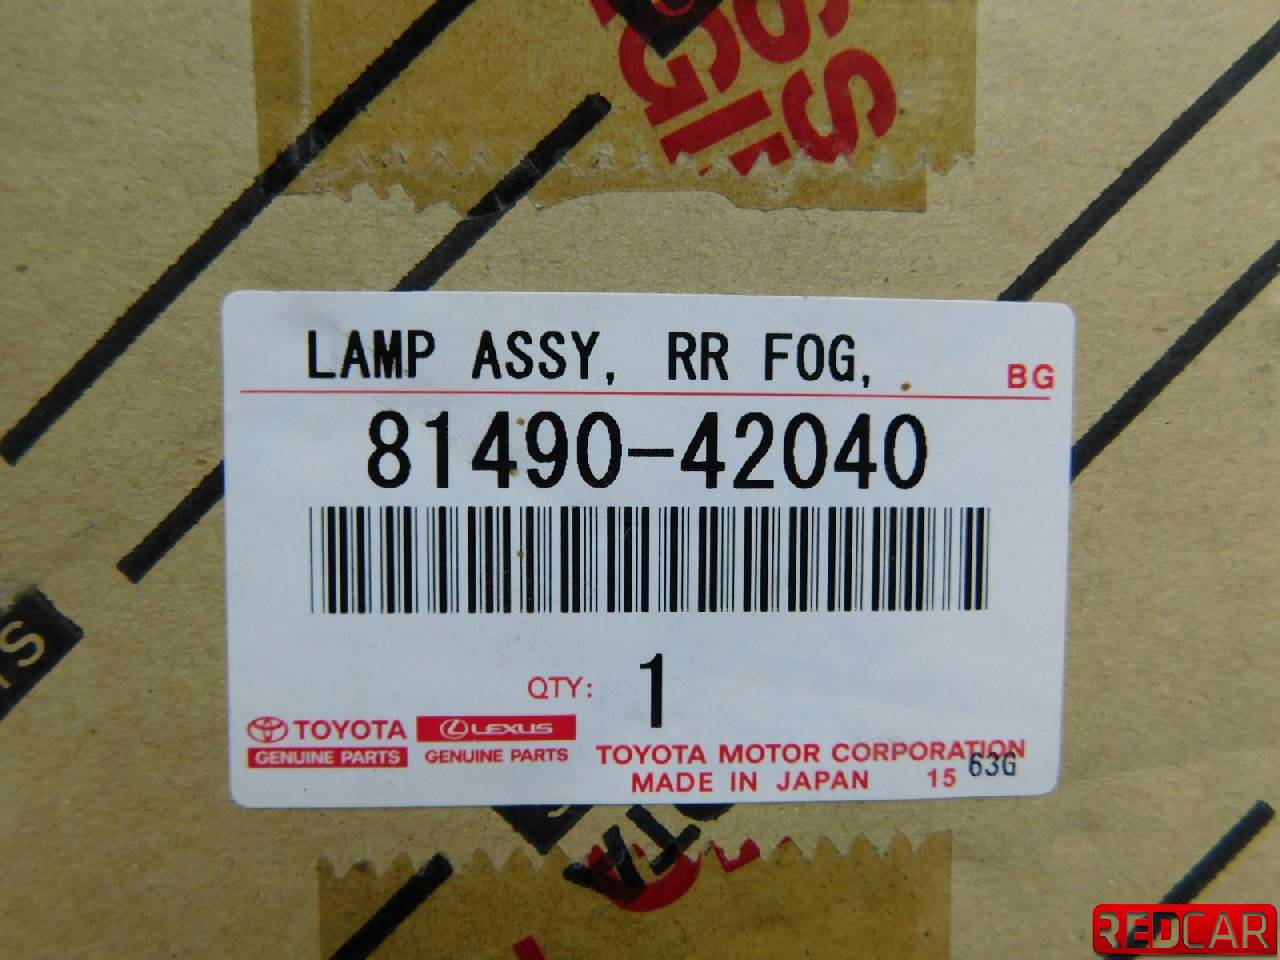 LAMP ASSY, RR FOG,
BG
81490-42040
QTY: 1
TOYOTA
GENUINE PARTS
LEXUS
GENUINE PARTS
TOYOTA MOTOR CORPORATION
MADE IN JAPAN 15 63G
REDCAR